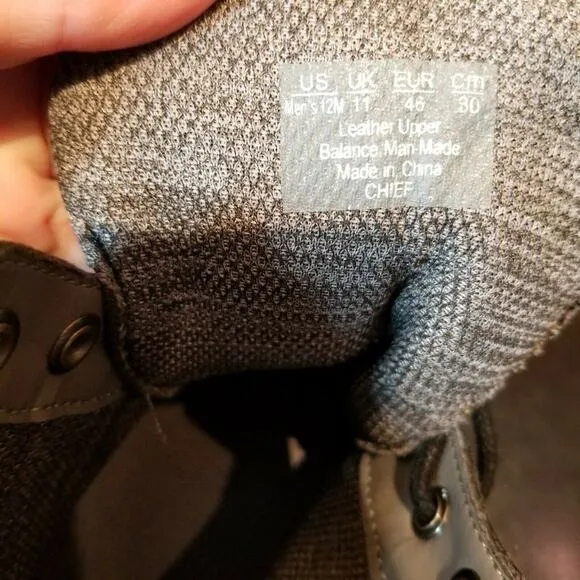 US UK EUR Cm
Men's 12M 11 46 30
Leather Upper
Balance Man-Made
Made in China
CHIEF